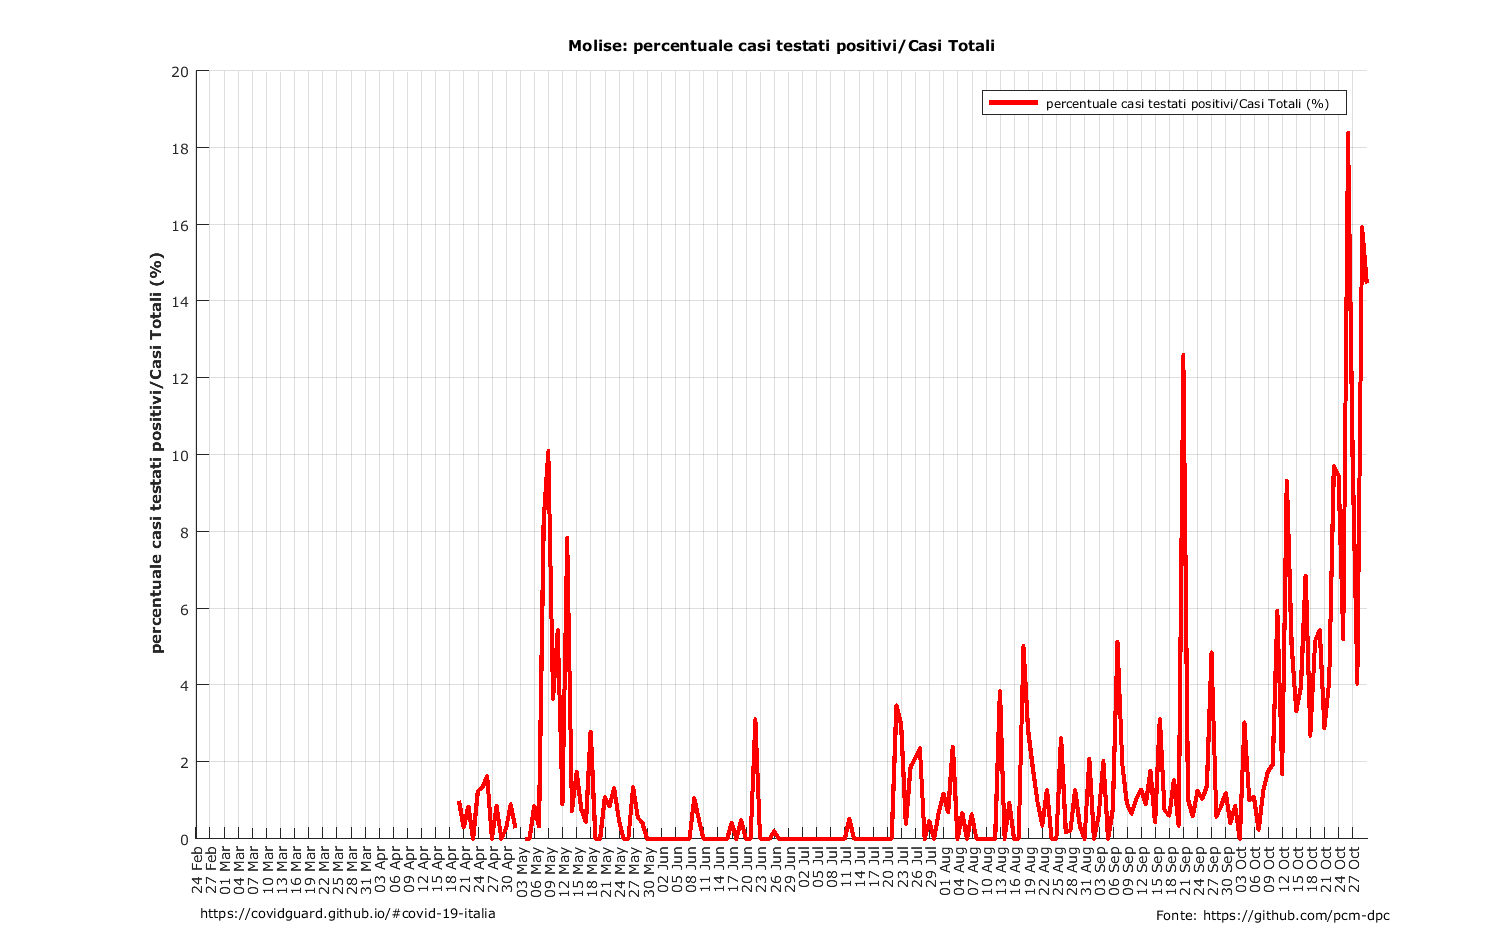 Molise: percentuale casi testati positivi/Casi Totali
percentuale casi testati positivi/Casi Totali (%)
percentuale casi testati positivi/Casi Totali (%)
20
18
16
14
12
10
8
6
4
2
0
24 Feb
27 Feb
01 Mar
04 Mar
07 Mar
10 Mar
13 Mar
16 Mar
19 Mar
22 Mar
25 Mar
28 Mar
31 Mar
03 Apr
06 Apr
09 Apr
12 Apr
15 Apr
18 Apr
21 Apr
24 Apr
27 Apr
30 Apr
03 May
06 May
09 May
12 May
15 May
18 May
21 May
24 May
27 May
30 May
02 Jun
05 Jun
08 Jun
11 Jun
14 Jun
17 Jun
20 Jun
23 Jun
26 Jun
29 Jun
02 Jul
05 Jul
08 Jul
11 Jul
14 Jul
17 Jul
20 Jul
23 Jul
26 Jul
29 Jul
01 Aug
04 Aug
07 Aug
10 Aug
13 Aug
16 Aug
19 Aug
22 Aug
25 Aug
28 Aug
31 Aug
03 Sep
06 Sep
09 Sep
12 Sep
15 Sep
18 Sep
21 Sep
24 Sep
27 Sep
30 Sep
03 Oct
06 Oct
09 Oct
12 Oct
15 Oct
18 Oct
21 Oct
24 Oct
27 Oct
https://covidguard.github.io/#covid-19-italia
Fonte: https://github.com/pcm-dpc